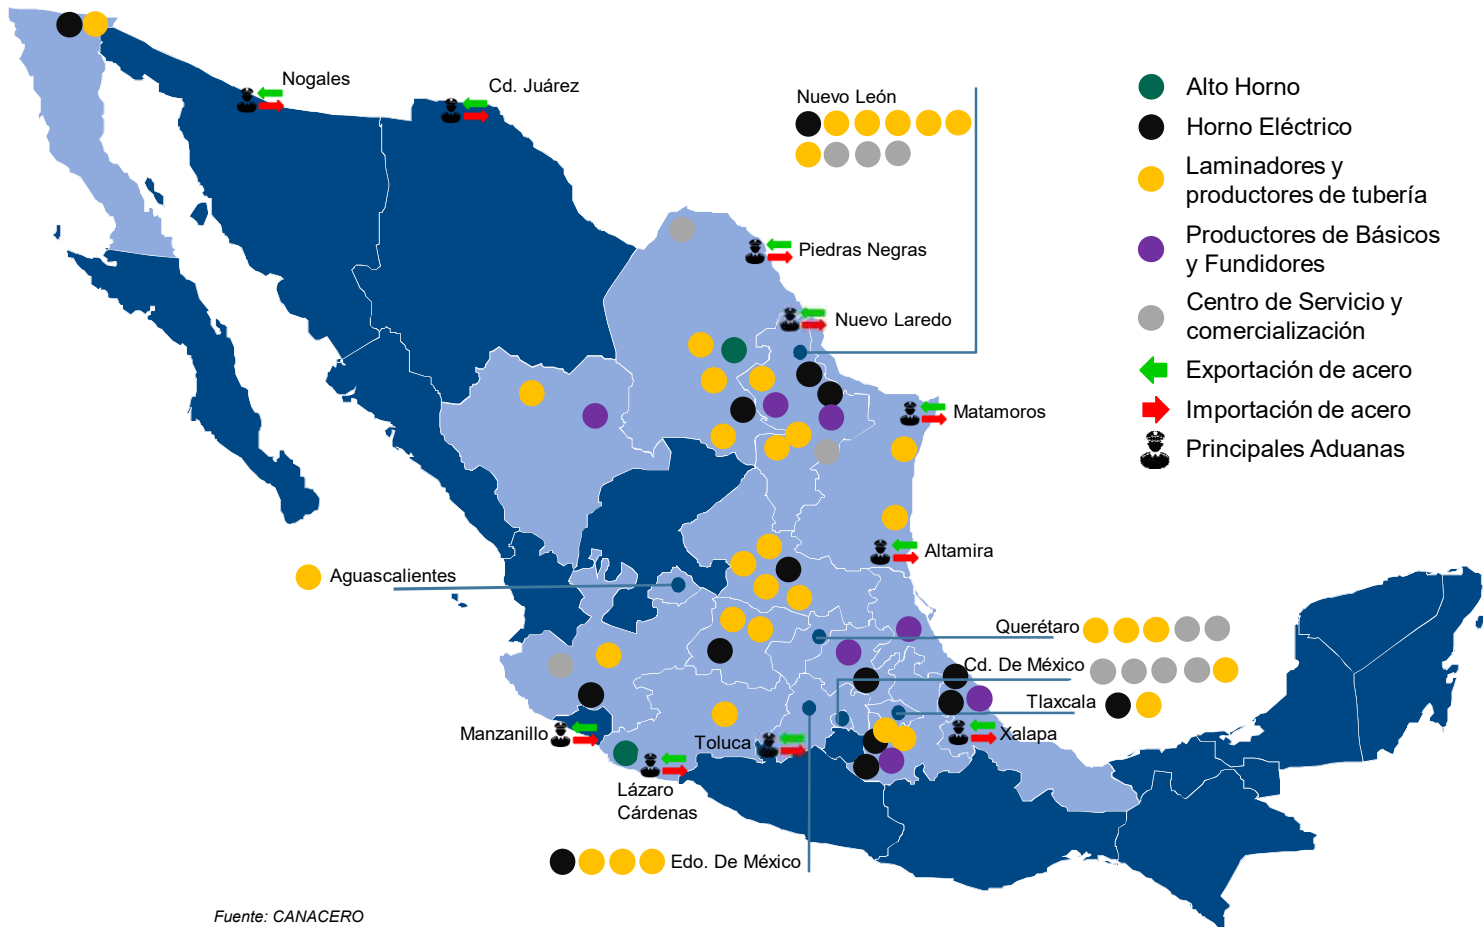 Nogales
Cd. Juárez
Nuevo León
Piedras Negras
Nuevo Laredo
Matamoros
Altamira
Aguascalientes
Querétaro
Cd. De México
Tlaxcala
Manzanillo
Toluca
Xalapa
Lázaro
Cárdenas
Edo. De México
Alto Horno
Horno Eléctrico
Laminadores y
productores de tubería
Productores de Básicos
y Fundidores
Centro de Servicio y
comercialización
Exportación de acero
Importación de acero
Principales Aduanas
Fuente: CANACERO